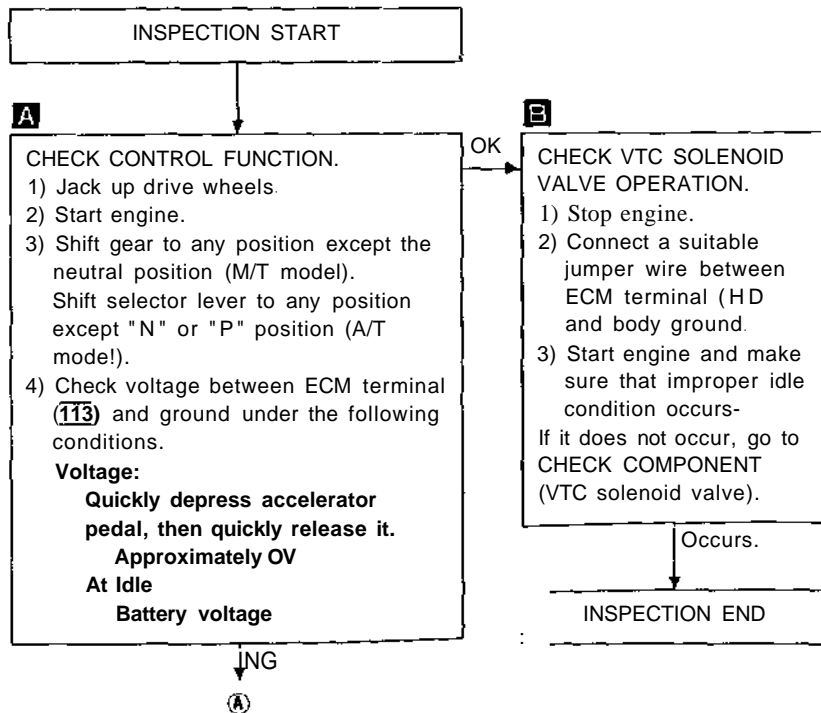 INSPECTION START
A
CHECK CONTROL FUNCTION.
1) Jack up drive wheels.
2) Start engine.
3) Shift gear to any position except the
neutral position (M/T model).
Shift selector lever to any position
except "N" or "P" position (A/T
mode!).
4) Check voltage between ECM terminal
(113) and ground under the following
conditions.
Voltage:
Quickly depress accelerator
pedal, then quickly release it.
Approximately OV
At Idle
Battery voltage
OK
NG
A
B
CHECK VTC SOLENOID
VALVE OPERATION.
1) Stop engine.
2) Connect a suitable
jumper wire between
ECM terminal (HD
and body ground.
3) Start engine and make
sure that improper idle
condition occurs-
If it does not occur, go to
CHECK COMPONENT
(VTC solenoid valve).
Occurs.
INSPECTION END